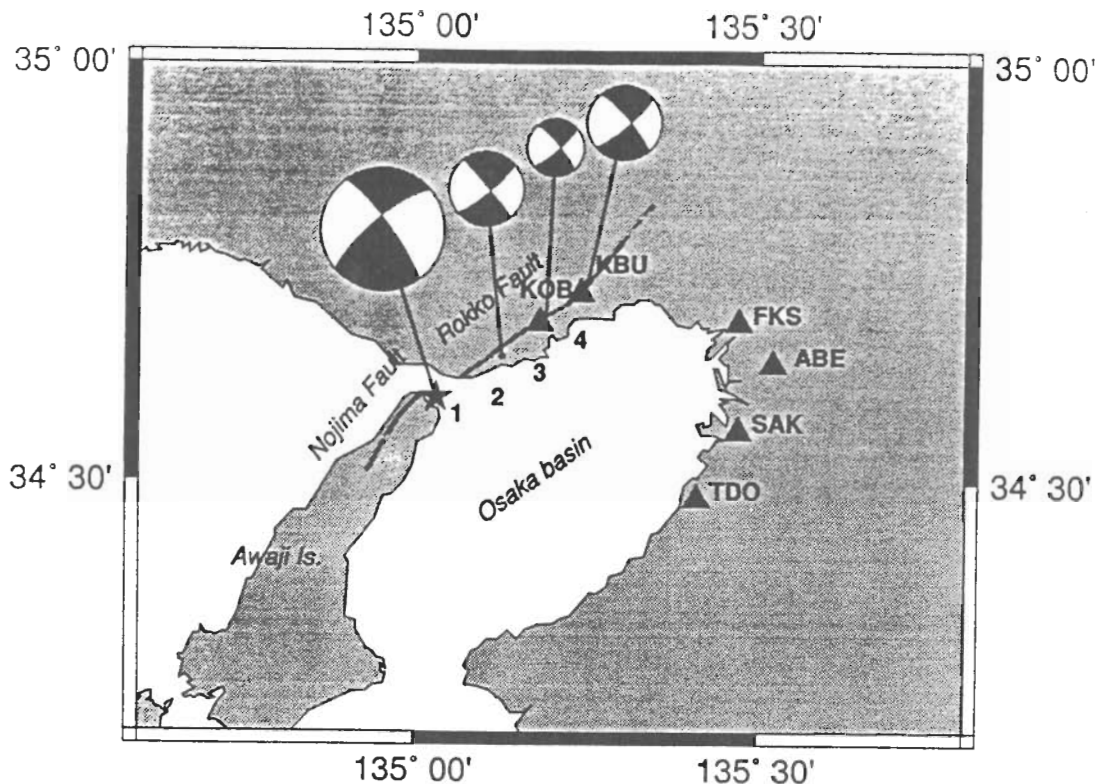 135° 00' 135° 30'
35° 00' 35° 00'
KBU
Rokko Fault
KOB
FKS
4
ABE
3
2
Nojima Fault
1
SAK
34° 30' 34° 30'
Osaka basin
TDO
Awaji Is.
135° 00' 135° 30'